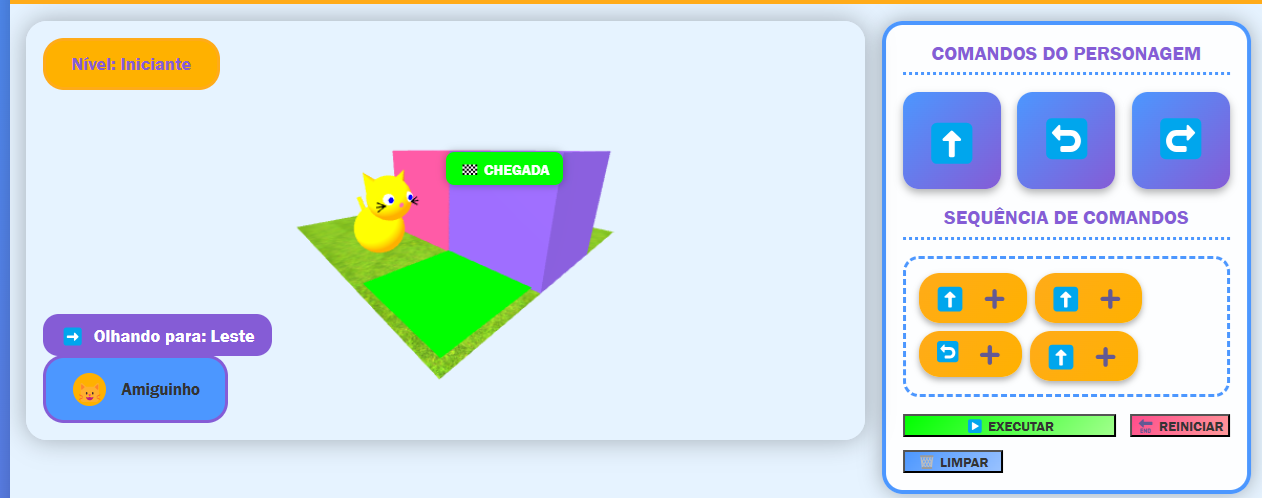 Nível: Iniciante
CHEGADA
Olhando para: Leste
Amiguinho
COMANDOS DO PERSONAGEM
SEQUÊNCIA DE COMANDOS
EXECUTAR
REINICIAR
LIMPAR